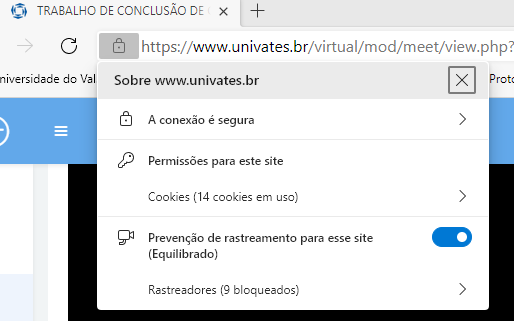 TRABALHO DE CONCLUSÃO DE
https://www.univates.br/virtual/mod/meet/view.php?
niversidade do Val
Proto
Sobre www.univates.br
A conexão é segura
Permissões para este site
Cookies (14 cookies em uso)
Prevenção de rastreamento para esse site
(Equilibrado)
Rastreadores (9 bloqueados)